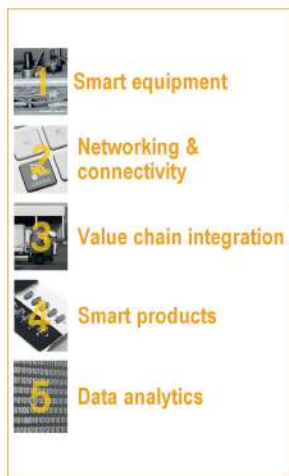 1 Smart equipment
2 Networking &
connectivity
3 Value chain integration
4 Smart products
5 Data analytics